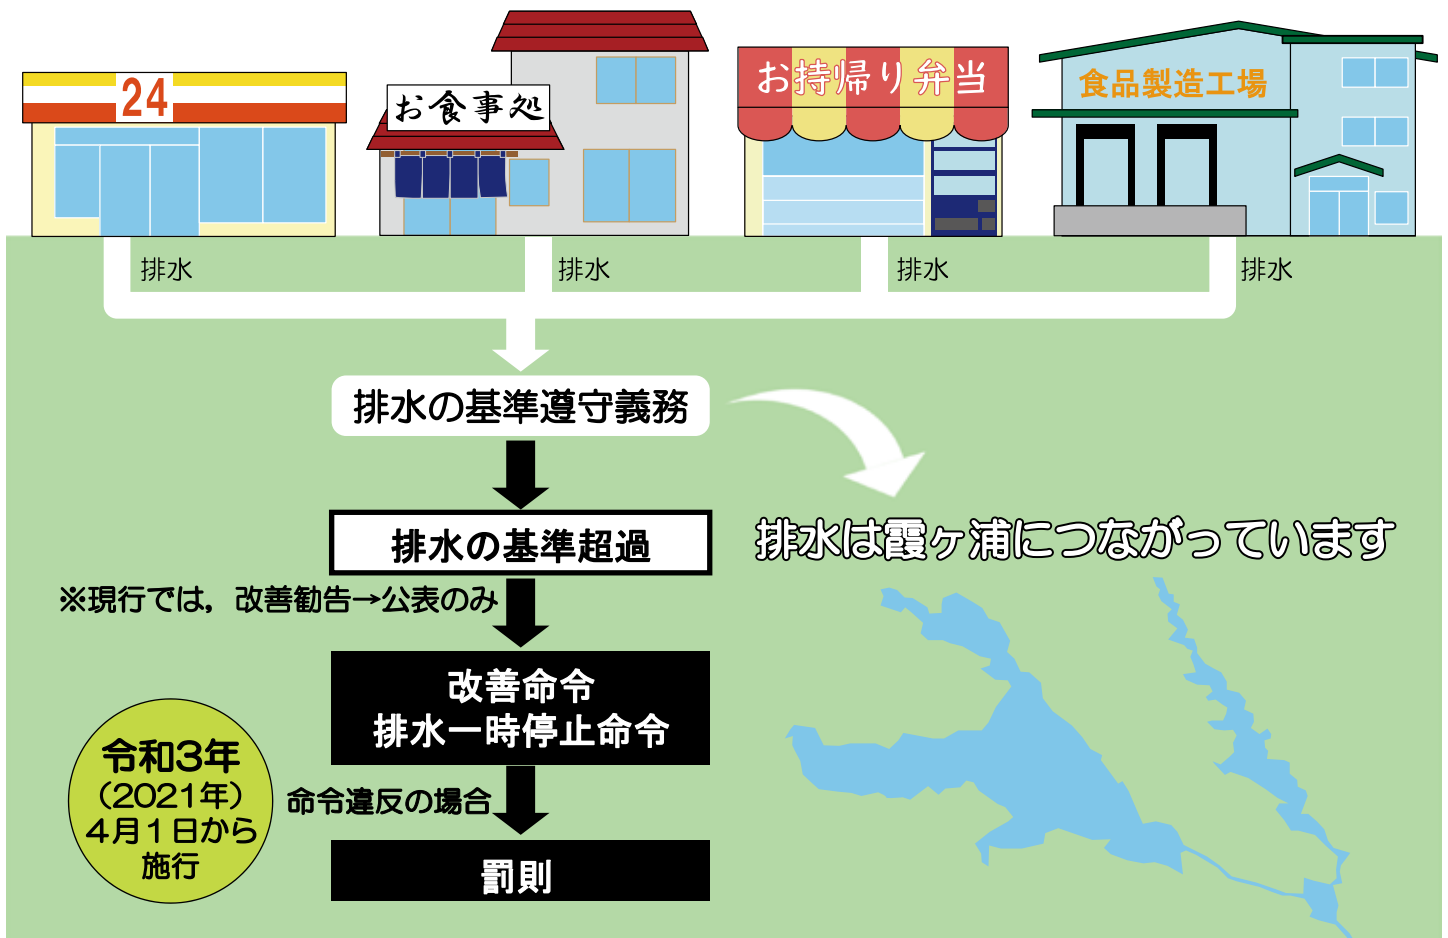 24
お食事処
お持帰り弁当
食品製造工場
排水
排水
排水
排水
排水の基準遵守義務
排水の基準超過
排水は霞ヶ浦につながっています
※現行では，改善勧告→公表のみ
改善命令
排水一時停止命令
令和3年
（2021年）
４月１日から
施行
命令違反の場合
罰則